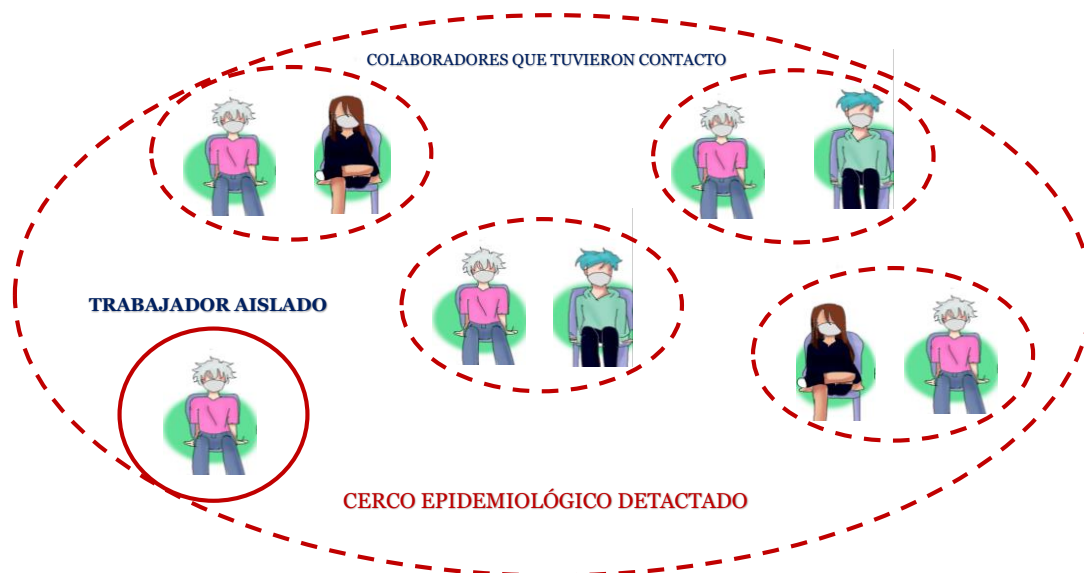 COLABORADORES QUE TUVIERON CONTACTO
TRABAJADOR AISLADO
CERCO EPIDEMIOLÓGICO DETACTADO